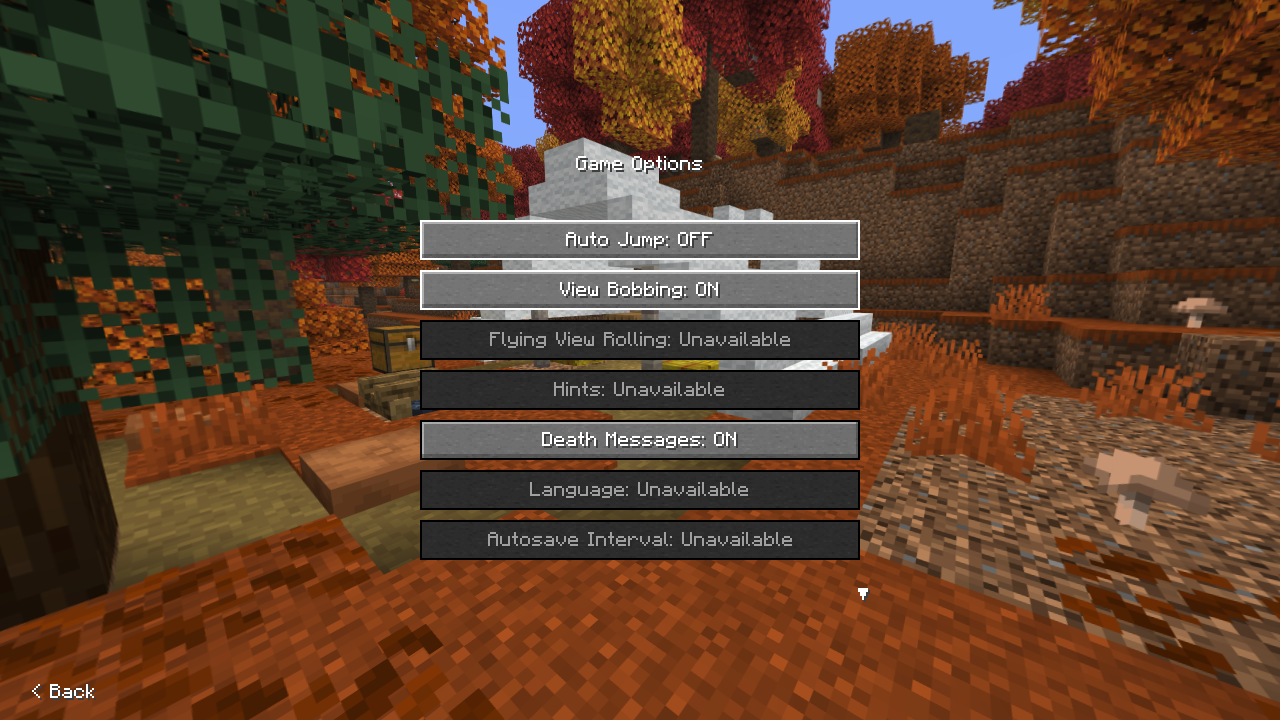 Game Options
Auto Jump: OFF
View Bobbing: ON
Flying View Rolling: Unavailable
Hints: Unavailable
Death Messages: ON
Language: Unavailable
Autosave Interval: Unavailable
< Back